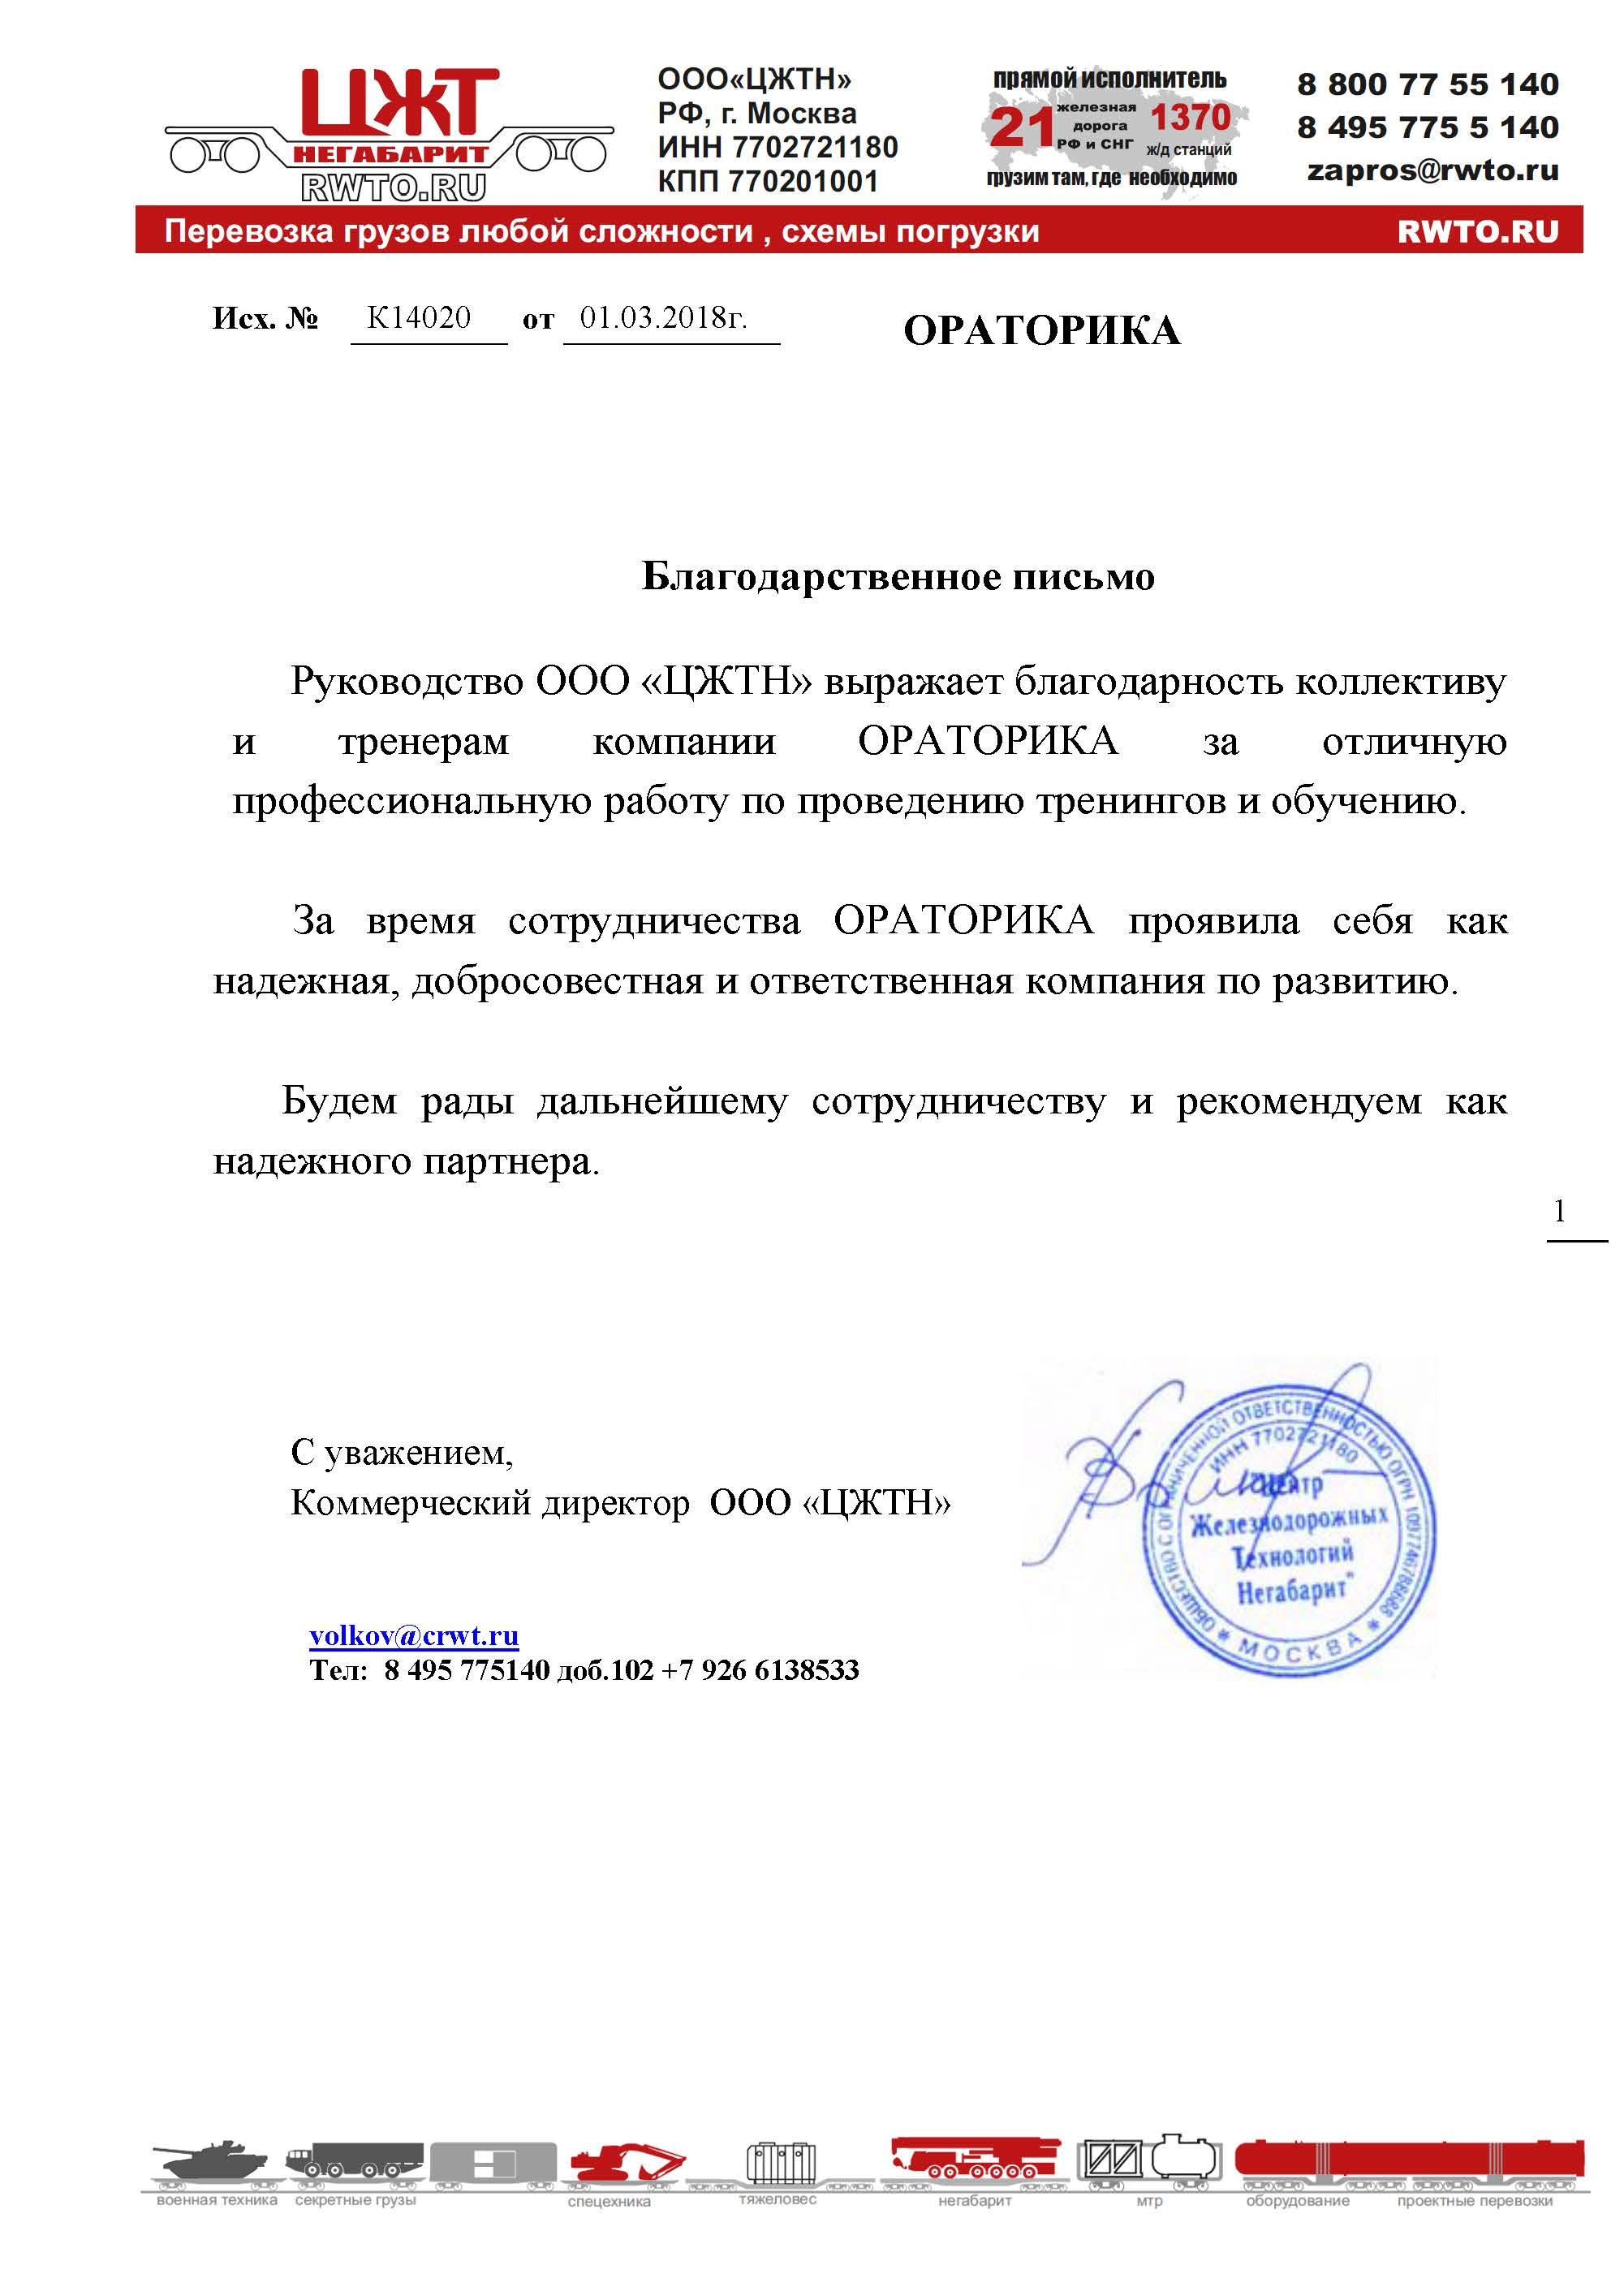 ЦЖТ
НЕГАБАРИТ
RWTO.RU
ООО«ЦЖТН»
РФ, г. Москва
ИНН 7702721180
КПП 770201001
прямой исполнитель
21 железная дорога РФ и СНГ 1370 ж/д станций
грузим там, где необходимо
8 800 77 55 140
8 495 775 5 140
zapros@rwto.ru
Перевозка грузов любой сложности , схемы погрузки RWTO.RU
Исх. № К14020 от 01.03.2018г. ОРАТОРИКА
Благодарственное письмо
Руководство ООО «ЦЖТН» выражает благодарность коллективу
и тренерам компании ОРАТОРИКА за отличную
профессиональную работу по проведению тренингов и обучению.
За время сотрудничества ОРАТОРИКА проявила себя как
надежная, добросовестная и ответственная компания по развитию.
Будем рады дальнейшему сотрудничеству и рекомендуем как
надежного партнера.
1
С уважением,
Коммерческий директор ООО «ЦЖТН»
ОБЩЕСТВО С ОГРАНИЧЕННОЙ ОТВЕТСТВЕННОСТЬЮ ОГРН
ИНН 7702721180
"Центр
Железнодорожных
Технологий
Негабарит"
* МОСКВА *
volkov@crwt.ru
Тел: 8 495 775140 доб.102 +7 926 6138533
военная техника секретные грузы спецехника тяжеловес негабарит мтр оборудование проектные перевозки